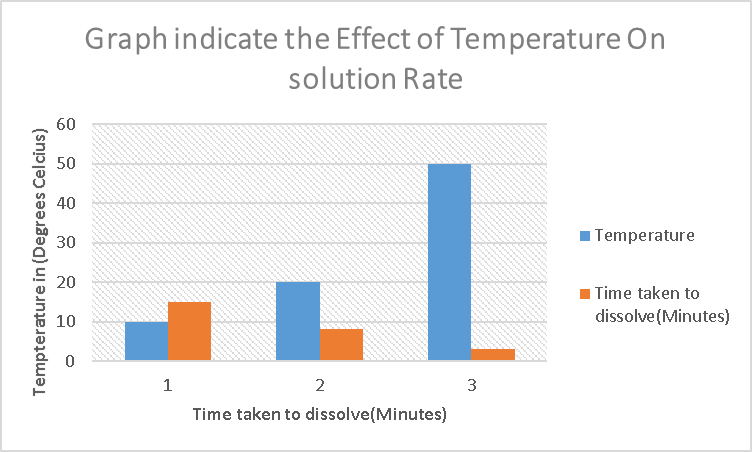 Graph indicate the Effect of Temperature On
solution Rate
Tempterature in (Degrees Celcius)
60
50
40
30
20
10
0
1 2 3
Time taken to dissolve(Minutes)
Temperature
Time taken to
dissolve(Minutes)